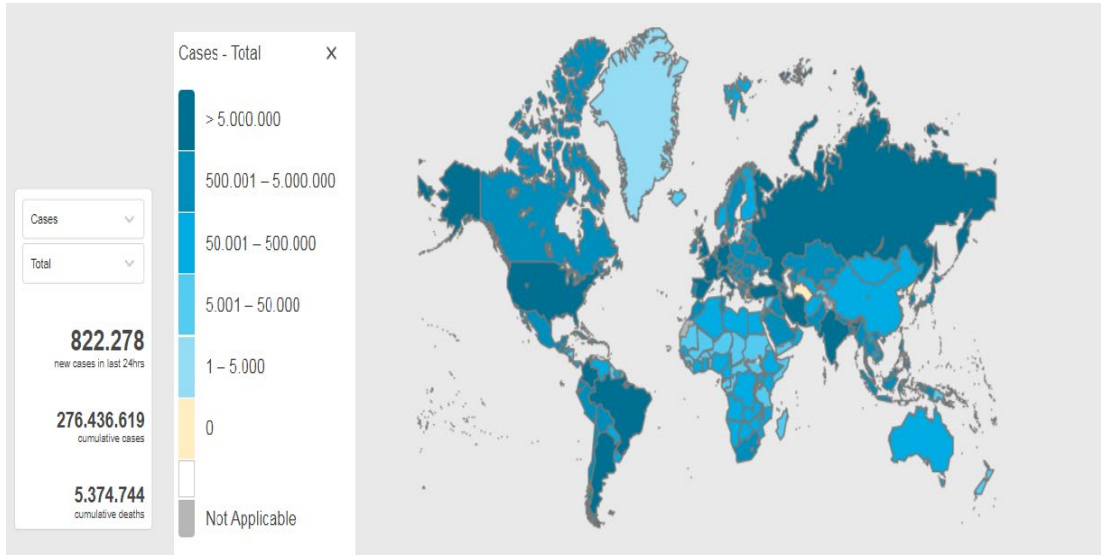 Cases
Total
822.278
new cases in last 24hrs
276.436.619
cumulative cases
5.374.744
cumulative deaths
Cases - Total X
> 5.000.000
500.001 – 5.000.000
50.001 – 500.000
5.001 – 50.000
1 – 5.000
0
Not Applicable